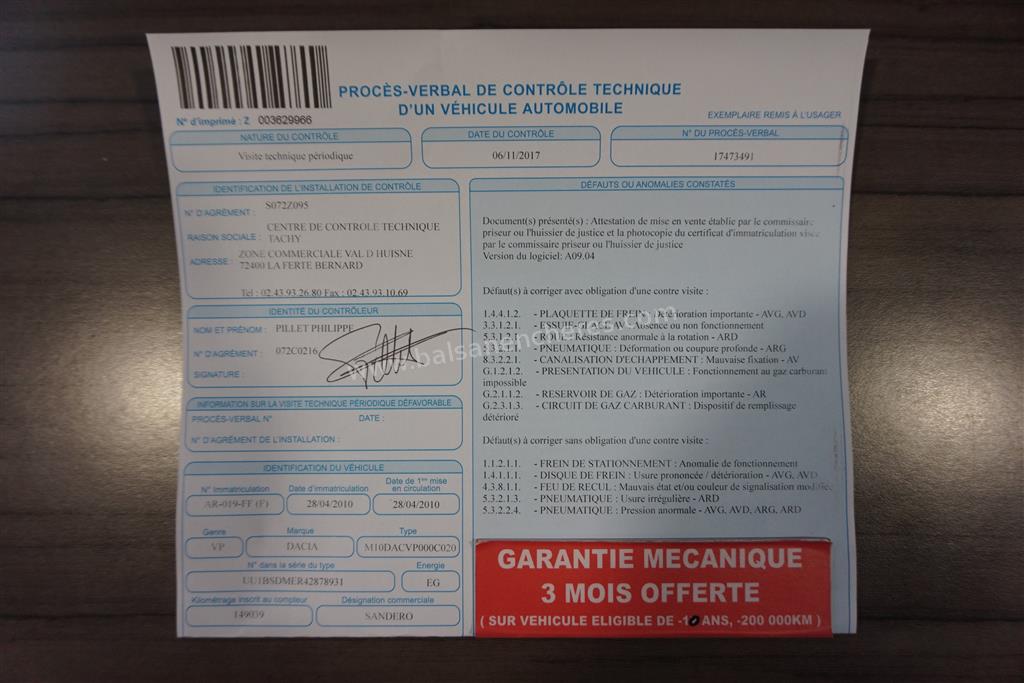 PROCÈS-VERBAL DE CONTRÔLE TECHNIQUE
D'UN VÉHICULE AUTOMOBILE
N° d'imprimé : Z 003629966
EXEMPLAIRE REMIS À L'USAGER
NATURE DU CONTRÔLE
Visite technique périodique
DATE DU CONTRÔLE
06/11/2017
N° DU PROCÈS-VERBAL
17473491
IDENTIFICATION DE L'INSTALLATION DE CONTRÔLE
N° D'AGRÉMENT : S072Z095
RAISON SOCIALE : CENTRE DE CONTROLE TECHNIQUE
TACHY
ADRESSE : ZONE COMMERCIALE VAL D HUISNE
72400 LA FERTE BERNARD
Tel : 02.43.93.26.80 Fax : 02.43.93.10.69
IDENTITÉ DU CONTRÔLEUR
NOM ET PRÉNOM : PILLET PHILIPPE
N° D'AGRÉMENT : 072C0216
SIGNATURE :
INFORMATION SUR LA VISITE TECHNIQUE PÉRIODIQUE DÉFAVORABLE
PROCÈS-VERBAL N° DATE :
N° D'AGRÉMENT DE L'INSTALLATION :
IDENTIFICATION DU VÉHICULE
N° Immatriculation
AR-019-FF (F)
Date d'immatriculation
28/04/2010
Date de 1ère mise
en circulation
28/04/2010
Genre
VP
Marque
DACIA
Type
M10DACVP000C020
N° dans la série du type
UU1BSDMER42878931
Energie
EG
Kilométrage inscrit au compteur
149039
Désignation commerciale
SANDERO
DÉFAUTS OU ANOMALIES CONSTATÉS
Document(s) présenté(s) : Attestation de mise en vente établie par le commissaire
priseur ou l'huissier de justice et la photocopie du certificat d'immatriculation visée
par le commissaire priseur ou l'huissier de justice
Version du logiciel: A09.04
Défaut(s) à corriger avec obligation d'une contre visite :
1.4.4.1.2. - PLAQUETTE DE FREIN : Détérioration importante - AVG, AVD
3.3.1.2.1. - ESSUIE-GLACE AV : Absence ou non fonctionnement
5.3.1.2.1. - ROUE : Résistance anormale à la rotation - ARD
5.3.2.1.1. - PNEUMATIQUE : Déformation ou coupure profonde - ARG
8.3.2.2.1. - CANALISATION D'ECHAPPEMENT : Mauvaise fixation - AV
G.1.2.1.2. - PRESENTATION DU VEHICULE : Fonctionnement au gaz carburant
impossible
G.2.1.1.2. - RESERVOIR DE GAZ : Détérioration importante - AR
G.2.3.1.3. - CIRCUIT DE GAZ CARBURANT : Dispositif de remplissage
détérioré
Défaut(s) à corriger sans obligation d'une contre visite :
1.1.2.1.1. - FREIN DE STATIONNEMENT : Anomalie de fonctionnement
1.4.1.1.1. - DISQUE DE FREIN : Usure prononcée / détérioration - AVG, AVD
4.3.8.1.1. - FEU DE RECUL : Mauvais état et/ou couleur de signalisation modifiée
5.3.2.1.3. - PNEUMATIQUE : Usure irrégulière - ARD
5.3.2.2.4. - PNEUMATIQUE : Pression anormale - AVG, AVD, ARG, ARD
GARANTIE MECANIQUE
3 MOIS OFFERTE
( SUR VEHICULE ELIGIBLE DE -10 ANS, -200 000KM )
www.balsanencheres.com